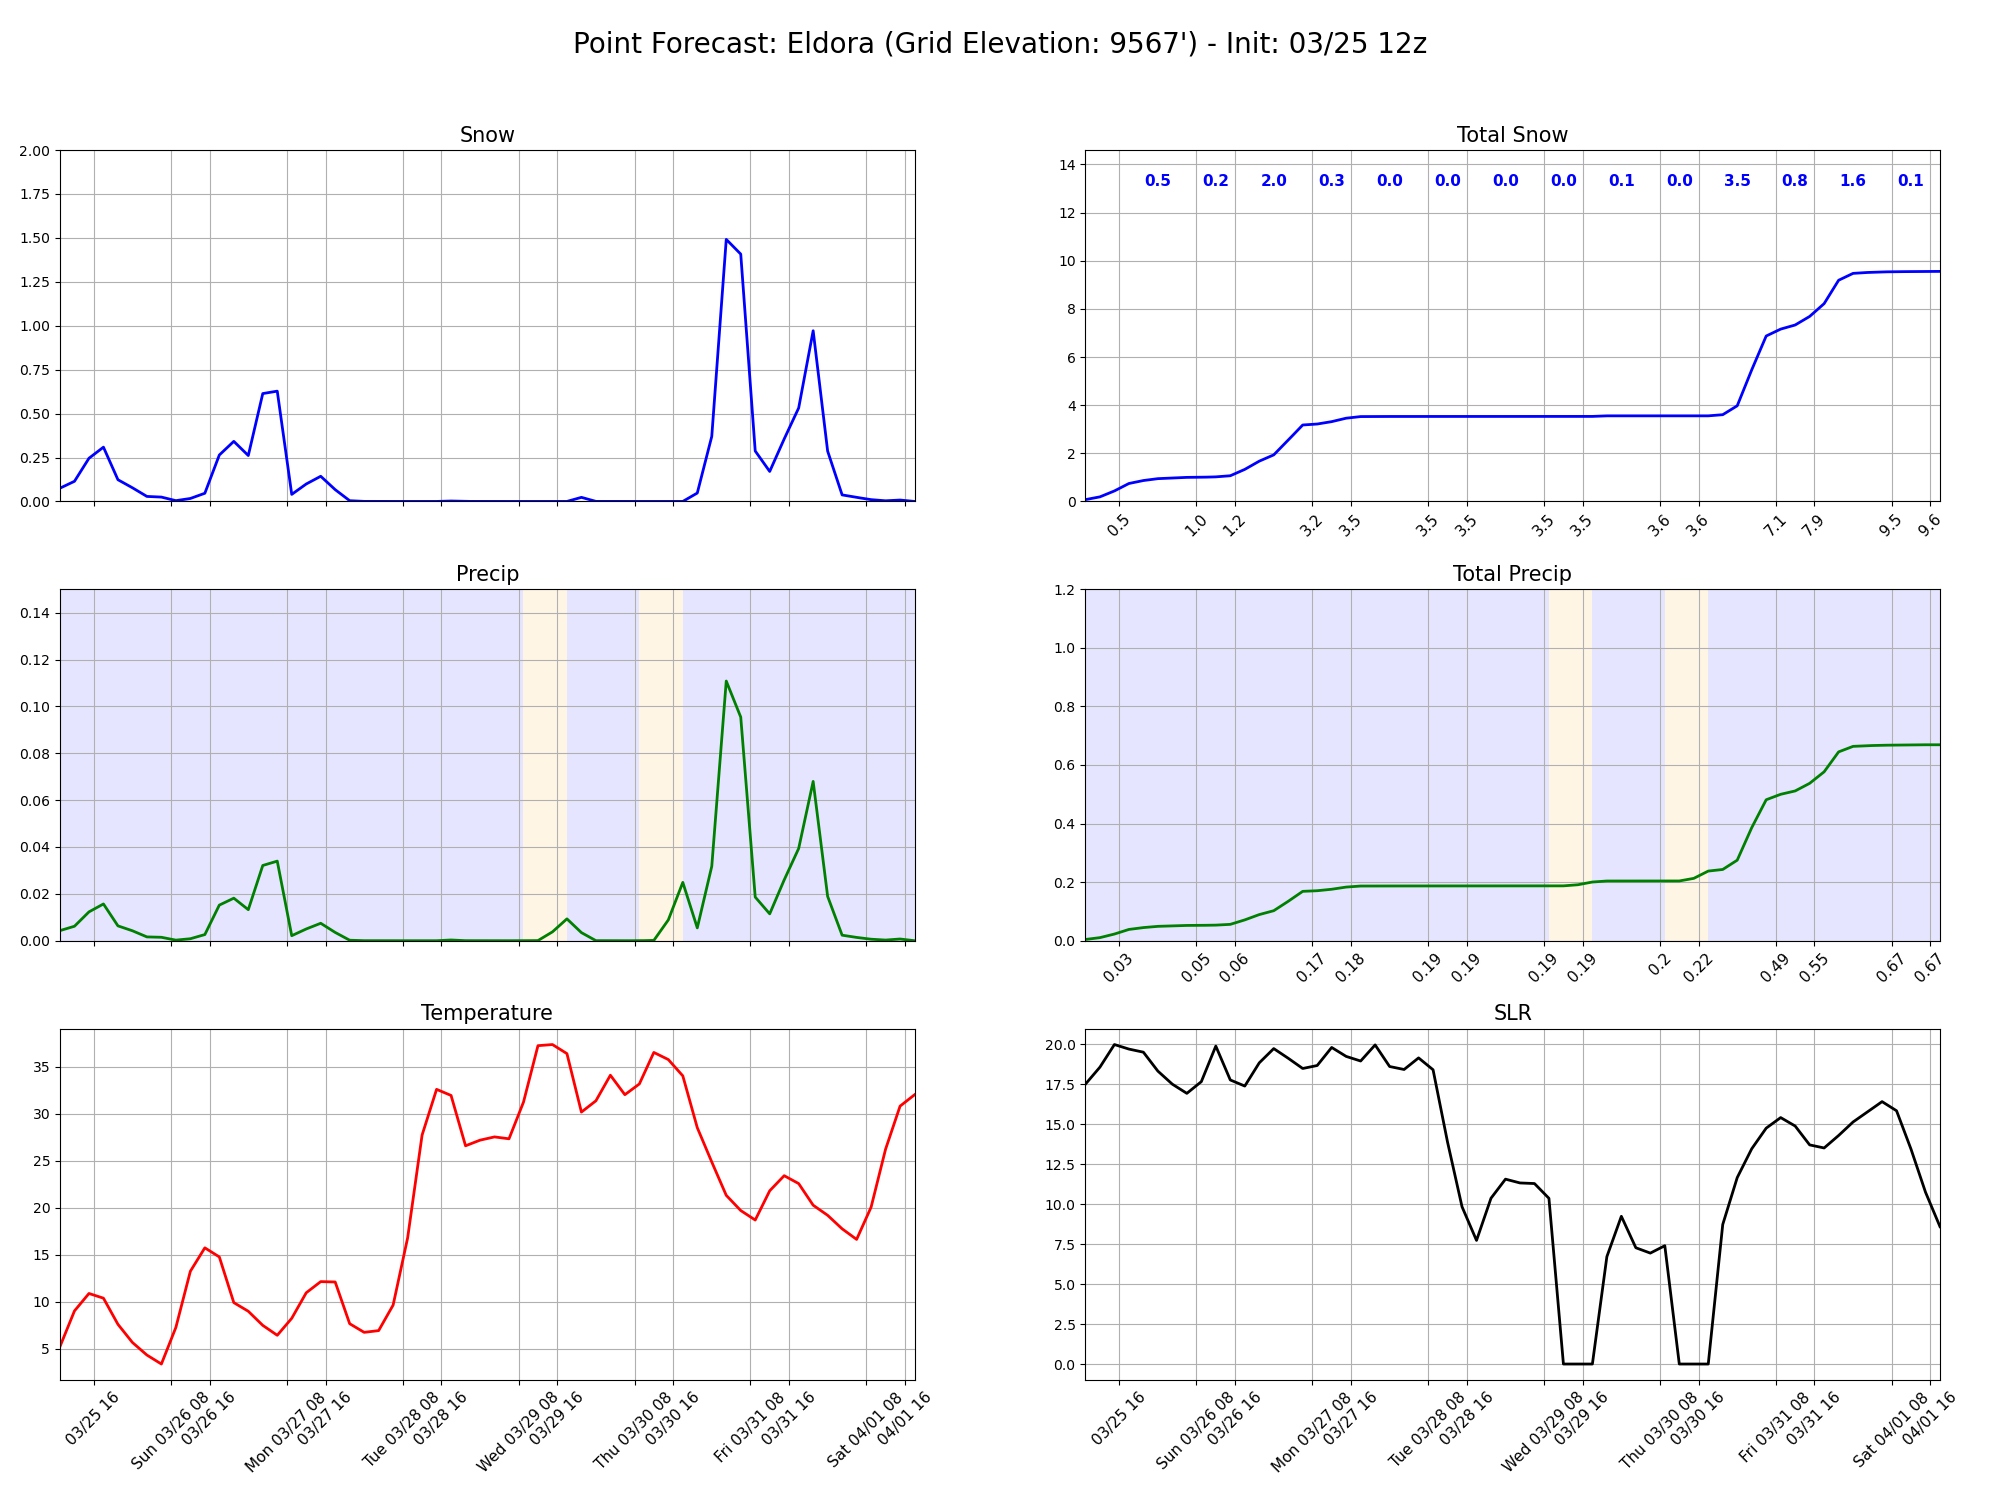 Point Forecast: Eldora (Grid Elevation: 9567') - Init: 03/25 12z
Snow
2.00
1.75
1.50
1.25
1.00
0.75
0.50
0.25
0.00
Total Snow
14
12
10
8
6
4
2
0
0.5 0.2 2.0 0.3 0.0 0.0 0.0 0.0 0.1 0.0 3.5 0.8 1.6 0.1
0.5 1.0 1.2 3.2 3.5 3.5 3.5 3.5 3.5 3.6 3.6 7.1 7.9 9.5 9.6
Precip
0.14
0.12
0.10
0.08
0.06
0.04
0.02
0.00
Total Precip
1.2
1.0
0.8
0.6
0.4
0.2
0.0
0.03 0.05 0.06 0.17 0.18 0.19 0.19 0.19 0.19 0.2 0.22 0.49 0.55 0.67 0.67
Temperature
35
30
25
20
15
10
5
03/25 16
Sun 03/26 08
03/26 16
Mon 03/27 08
03/27 16
Tue 03/28 08
03/28 16
Wed 03/29 08
03/29 16
Thu 03/30 08
03/30 16
Fri 03/31 08
03/31 16
Sat 04/01 08
04/01 16
SLR
20.0
17.5
15.0
12.5
10.0
7.5
5.0
2.5
0.0
03/25 16
Sun 03/26 08
03/26 16
Mon 03/27 08
03/27 16
Tue 03/28 08
03/28 16
Wed 03/29 08
03/29 16
Thu 03/30 08
03/30 16
Fri 03/31 08
03/31 16
Sat 04/01 08
04/01 16